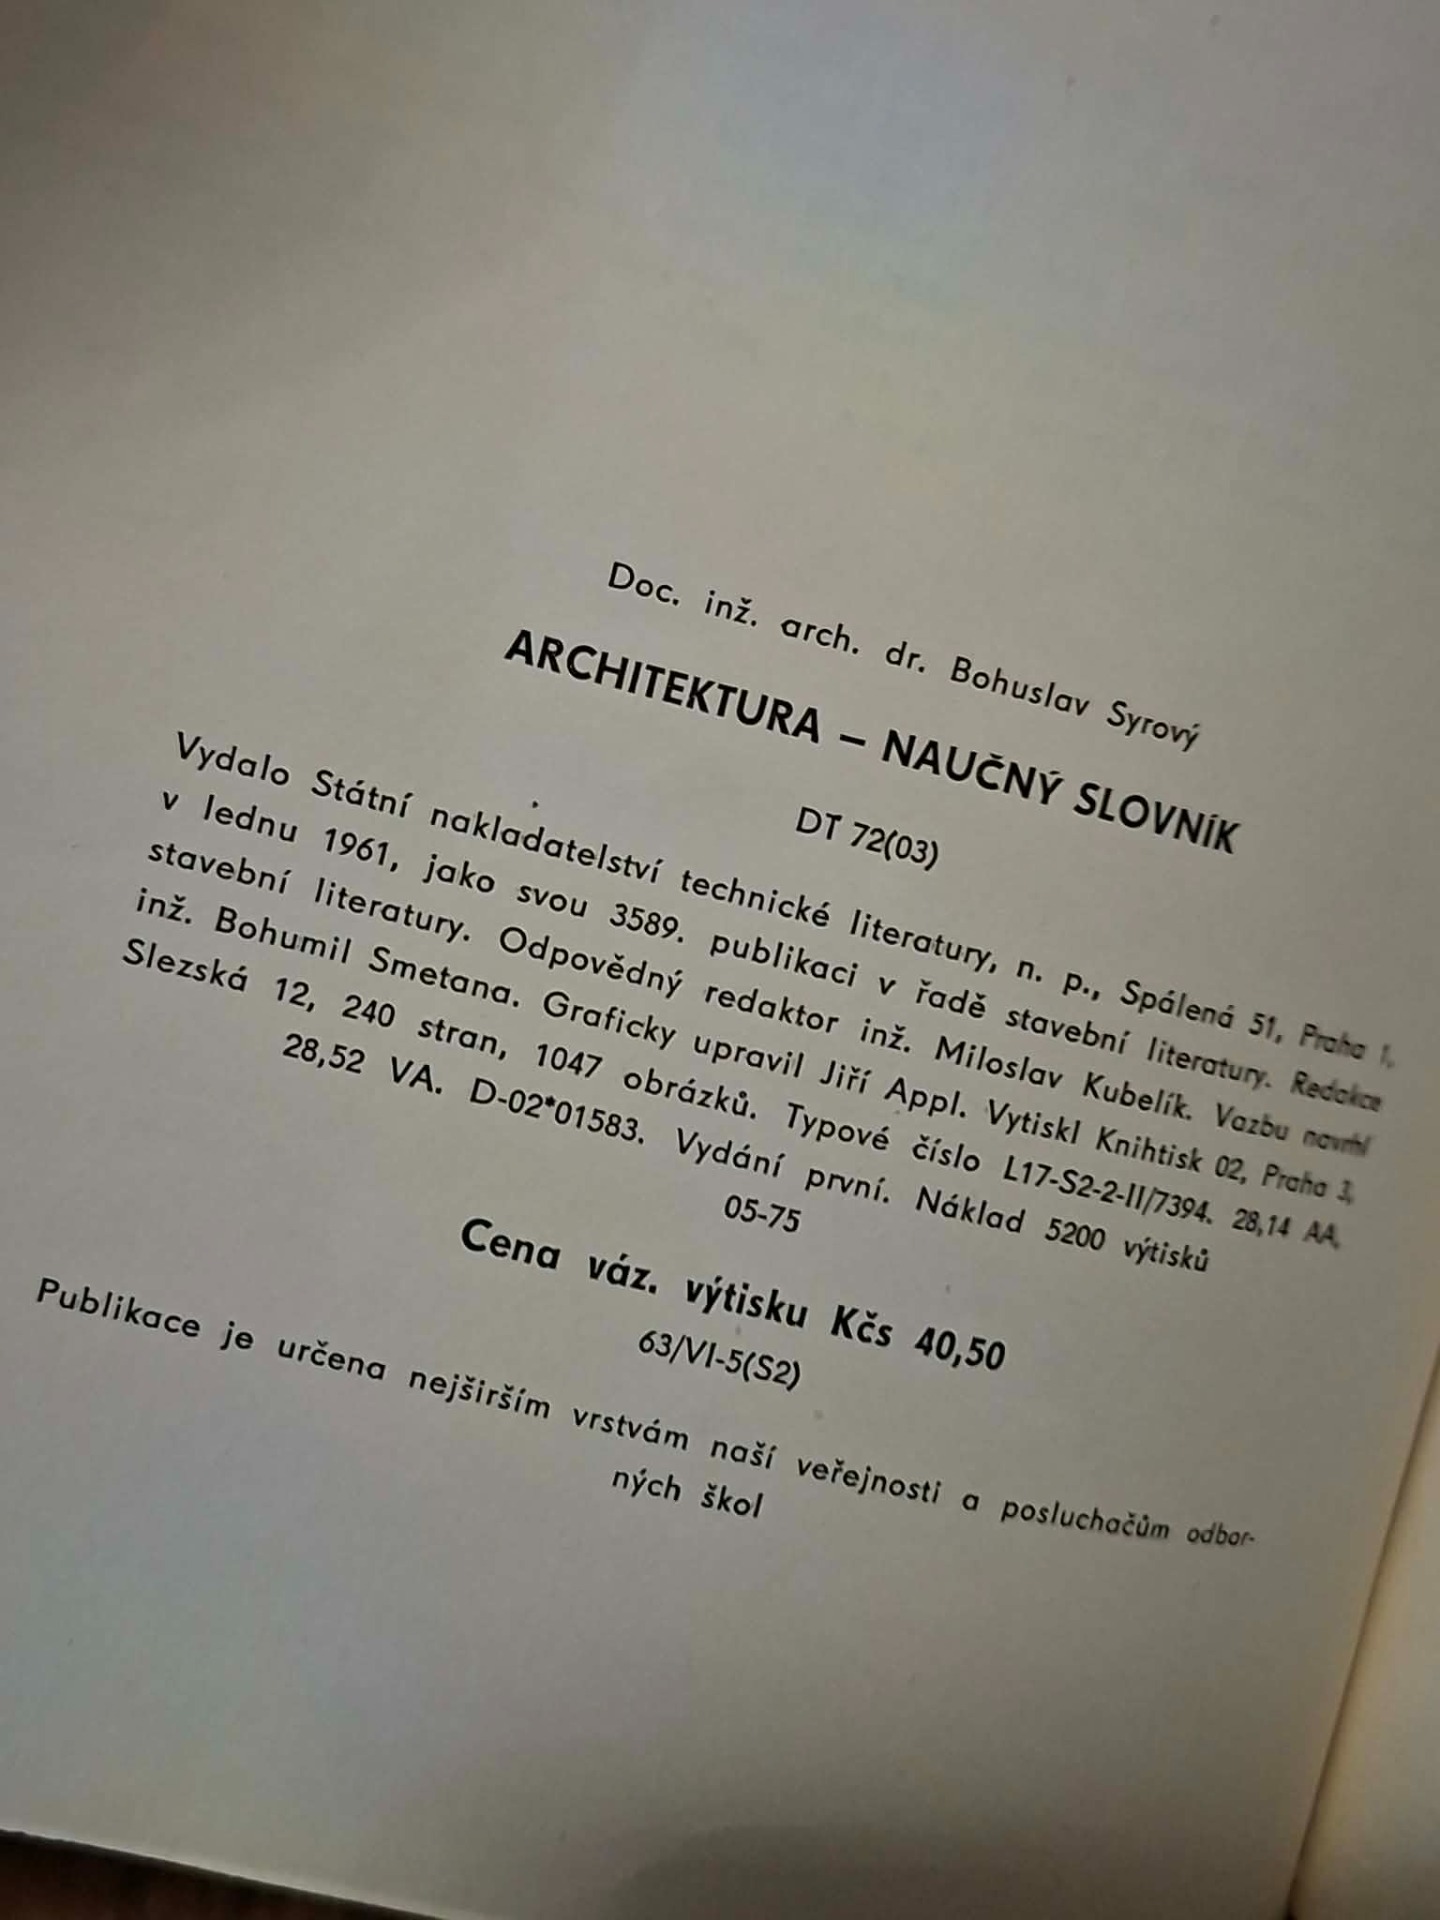 Doc. inž. arch. dr. Bohuslav Syrový
ARCHITEKTURA – NAUČNÝ SLOVNÍK
DT 72(03)
Vydalo Státní nakladatelství technické literatury, n. p., Spálená 51, Praha 1,
v lednu 1961, jako svou 3589. publikaci v řadě stavební literatury. Redakce
stavební literatury. Odpovědný redaktor inž. Miloslav Kubelík. Vazbu navrhl
inž. Bohumil Smetana. Graficky upravil Jiří Appl. Vytiskl Knihtisk 02, Praha 3,
Slezská 12, 240 stran, 1047 obrázků. Typové číslo L17-S2-2-II/7394. 28,14 AA,
28,52 VA. D-02*01583. Vydání první. Náklad 5200 výtisků
05-75
Cena váz. výtisku Kčs 40,50
63/VI-5(S2)
Publikace je určena nejširším vrstvám naší veřejnosti a posluchačům odbor-
ných škol